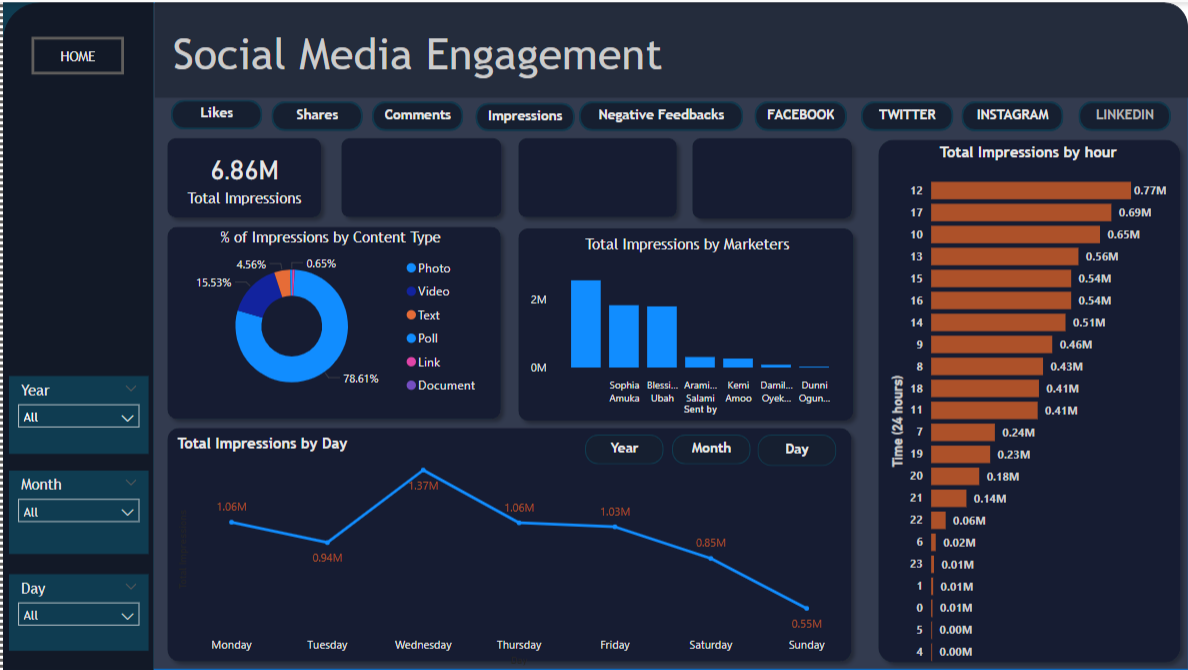 HOME
Social Media Engagement
Likes
Shares
Comments
Impressions
Negative Feedbacks
FACEBOOK
TWITTER
INSTAGRAM
LINKEDIN
6.86M
Total Impressions
% of Impressions by Content Type
4.56%
0.65%
15.53%
78.61%
Photo
Video
Text
Poll
Link
Document
Total Impressions by Marketers
2M
0M
Sophia Amuka
Blessi... Ubah
Arami... Salami Sent by
Kemi Amoo
Damil... Oyek...
Dunni Ogun...
Total Impressions by hour
Time (24 hours)
12 0.77M
17 0.69M
10 0.65M
13 0.56M
15 0.54M
16 0.54M
14 0.51M
9 0.46M
8 0.43M
18 0.41M
11 0.41M
7 0.24M
19 0.23M
20 0.18M
21 0.14M
22 0.06M
6 0.02M
23 0.01M
1 0.01M
0 0.01M
5 0.00M
4 0.00M
Year
All
Month
All
Day
All
Total Impressions by Day
Year
Month
Day
1.06M
0.94M
1.37M
1.06M
1.03M
0.85M
0.55M
Monday
Tuesday
Wednesday
Thursday
Friday
Saturday
Sunday